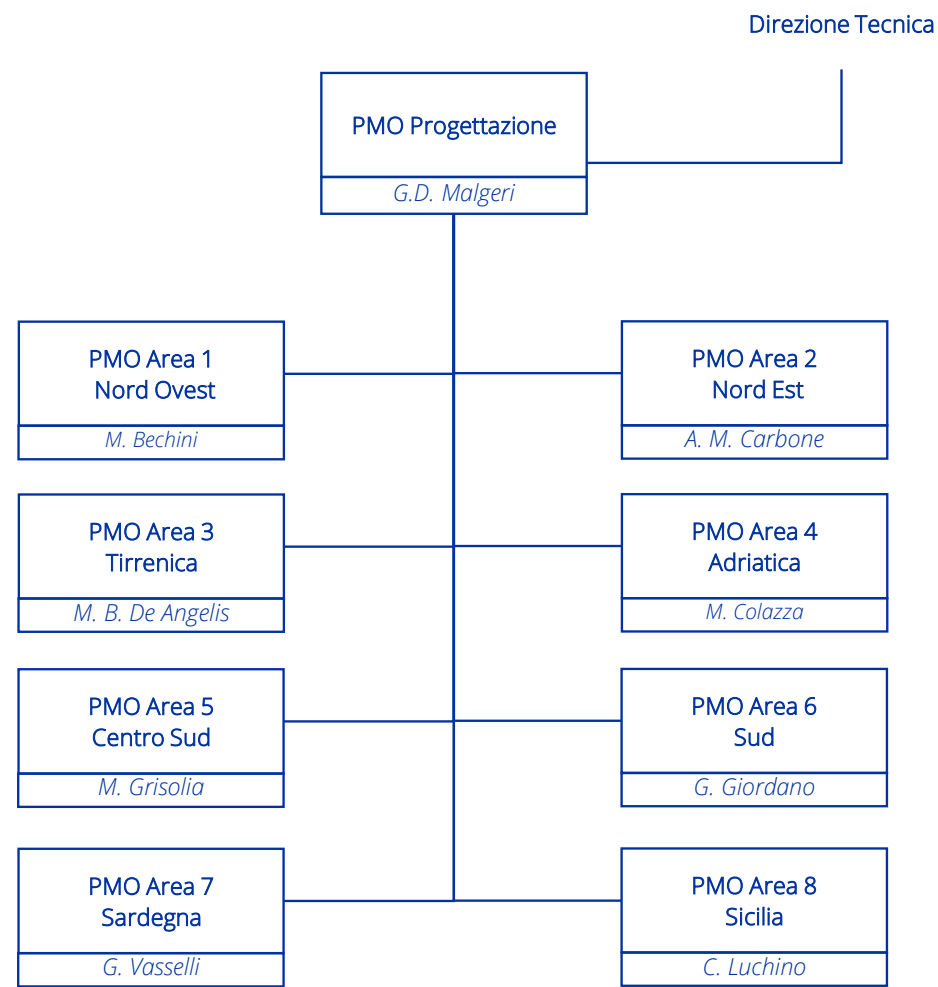 Direzione Tecnica
PMO Progettazione
G.D. Malgeri
PMO Area 1
Nord Ovest
M. Bechini
PMO Area 2
Nord Est
A. M. Carbone
PMO Area 3
Tirrenica
M. B. De Angelis
PMO Area 4
Adriatica
M. Colazza
PMO Area 5
Centro Sud
M. Grisolia
PMO Area 6
Sud
G. Giordano
PMO Area 7
Sardegna
G. Vasselli
PMO Area 8
Sicilia
C. Luchino